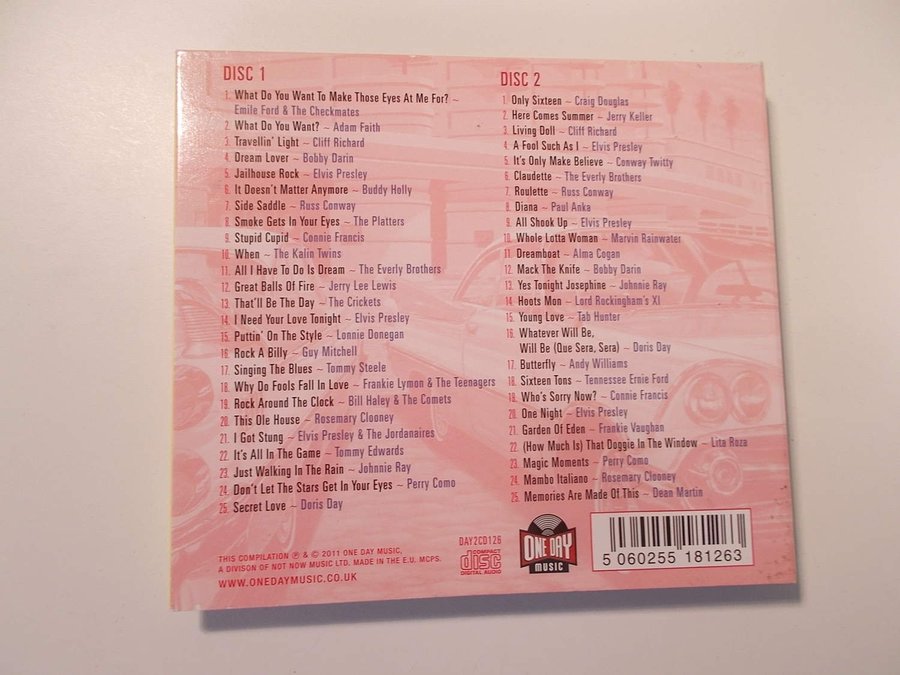 DISC 1
1. What Do You Want To Make Those Eyes At Me For? ~
Emile Ford & The Checkmates
2. What Do You Want? ~ Adam Faith
3. Travellin' Light ~ Cliff Richard
4. Dream Lover ~ Bobby Darin
5. Jailhouse Rock ~ Elvis Presley
6. It Doesn't Matter Anymore ~ Buddy Holly
7. Side Saddle ~ Russ Conway
8. Smoke Gets In Your Eyes ~ The Platters
9. Stupid Cupid ~ Connie Francis
10. When ~ The Kalin Twins
11. All I Have To Do Is Dream ~ The Everly Brothers
12. Great Balls Of Fire ~ Jerry Lee Lewis
13. That'll Be The Day ~ The Crickets
14. I Need Your Love Tonight ~ Elvis Presley
15. Puttin' On The Style ~ Lonnie Donegan
16. Rock A Billy ~ Guy Mitchell
17. Singing The Blues ~ Tommy Steele
18. Why Do Fools Fall In Love ~ Frankie Lymon & The Teenagers
19. Rock Around The Clock ~ Bill Haley & The Comets
20. This Ole House ~ Rosemary Clooney
21. I Got Stung ~ Elvis Presley & The Jordanaires
22. It's All In The Game ~ Tommy Edwards
23. Just Walking In The Rain ~ Johnnie Ray
24. Don't Let The Stars Get In Your Eyes ~ Perry Como
25. Secret Love ~ Doris Day
DISC 2
1. Only Sixteen ~ Craig Douglas
2. Here Comes Summer ~ Jerry Keller
3. Living Doll ~ Cliff Richard
4. A Fool Such As I ~ Elvis Presley
5. It's Only Make Believe ~ Conway Twitty
6. Claudette ~ The Everly Brothers
7. Roulette ~ Russ Conway
8. Diana ~ Paul Anka
9. All Shook Up ~ Elvis Presley
10. Whole Lotta Woman ~ Marvin Rainwater
11. Dreamboat ~ Alma Cogan
12. Mack The Knife ~ Bobby Darin
13. Yes Tonight Josephine ~ Johnnie Ray
14. Hoots Mon ~ Lord Rockingham's XI
15. Young Love ~ Tab Hunter
16. Whatever Will Be,
Will Be (Que Sera, Sera) ~ Doris Day
17. Butterfly ~ Andy Williams
18. Sixteen Tons ~ Tennessee Ernie Ford
19. Who's Sorry Now? ~ Connie Francis
20. One Night ~ Elvis Presley
21. Garden Of Eden ~ Frankie Vaughan
22. (How Much Is) That Doggie In The Window ~ Lita Roza
23. Magic Moments ~ Perry Como
24. Mambo Italiano ~ Rosemary Clooney
25. Memories Are Made Of This ~ Dean Martin
THIS COMPILATION ℗ & © 2011 ONE DAY MUSIC,
A DIVISON OF NOT NOW MUSIC LTD. MADE IN THE E.U. MCPS.
WWW.ONEDAYMUSIC.CO.UK
DAY2CD126
COMPACT
disc
DIGITAL AUDIO
ONE DAY
MUSIC
5 060255 181263